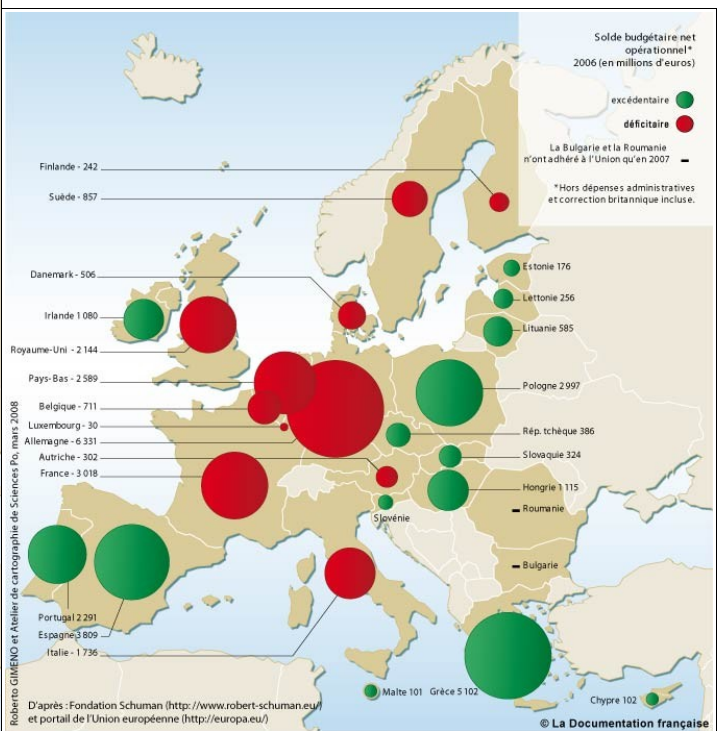 Solde budgétaire net
opérationnel*
2006 (en millions d'euros)
excédentaire
déficitaire
La Bulgarie et la Roumanie
n'ont adhéré à l'Union qu'en 2007
*Hors dépenses administratives
et correction britannique incluse.
Finlande - 242
Suède - 857
Danemark - 506
Irlande 1 080
Royaume-Uni - 2 144
Pays-Bas - 2 589
Belgique - 711
Luxembourg - 30
Allemagne - 6 331
Autriche - 302
France - 3 018
Estonie 176
Lettonie 256
Lituanie 585
Pologne 2 997
Rép. tchèque 386
Slovaquie 324
Hongrie 1 115
Roumanie
Slovénie
Bulgarie
Portugal 2 291
Espagne 3 809
Italie - 1 736
Malte 101
Grèce 5 102
Chypre 102
Roberto GIMENO et Atelier de cartographie de Sciences Po, mars 2008
D'après : Fondation Schuman (http://www.robert-schuman.eu/)
et portail de l'Union européenne (http://europa.eu/)
© La Documentation française